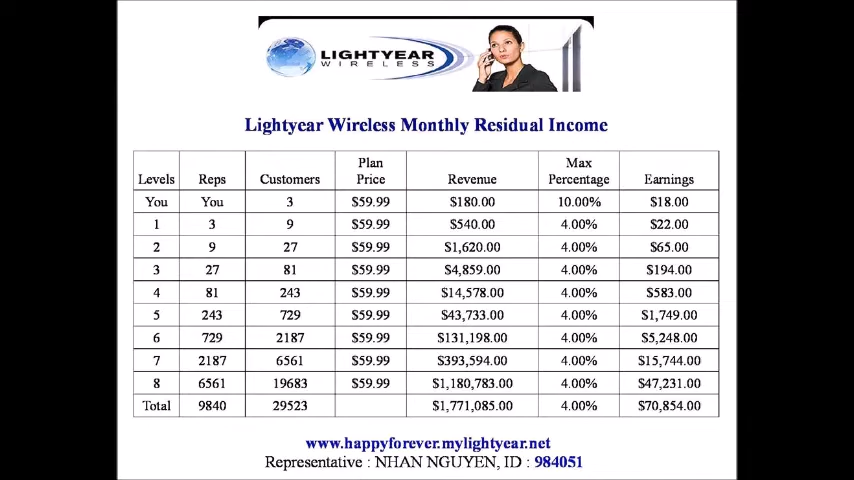 LIGHTYEAR
WIRELESS
Lightyear Wireless Monthly Residual Income
Levels Reps Customers Plan Price Revenue Max Percentage Earnings
You You 3 $59.99 $180.00 10.00% $18.00
1 3 9 $59.99 $540.00 4.00% $22.00
2 9 27 $59.99 $1,620.00 4.00% $65.00
3 27 81 $59.99 $4,859.00 4.00% $194.00
4 81 243 $59.99 $14,578.00 4.00% $583.00
5 243 729 $59.99 $43,733.00 4.00% $1,749.00
6 729 2187 $59.99 $131,198.00 4.00% $5,248.00
7 2187 6561 $59.99 $393,594.00 4.00% $15,744.00
8 6561 19683 $59.99 $1,180,783.00 4.00% $47,231.00
Total 9840 29523 $1,771,085.00 4.00% $70,854.00
www.happyforever.mylightyear.net
Representative : NHAN NGUYEN, ID : 984051